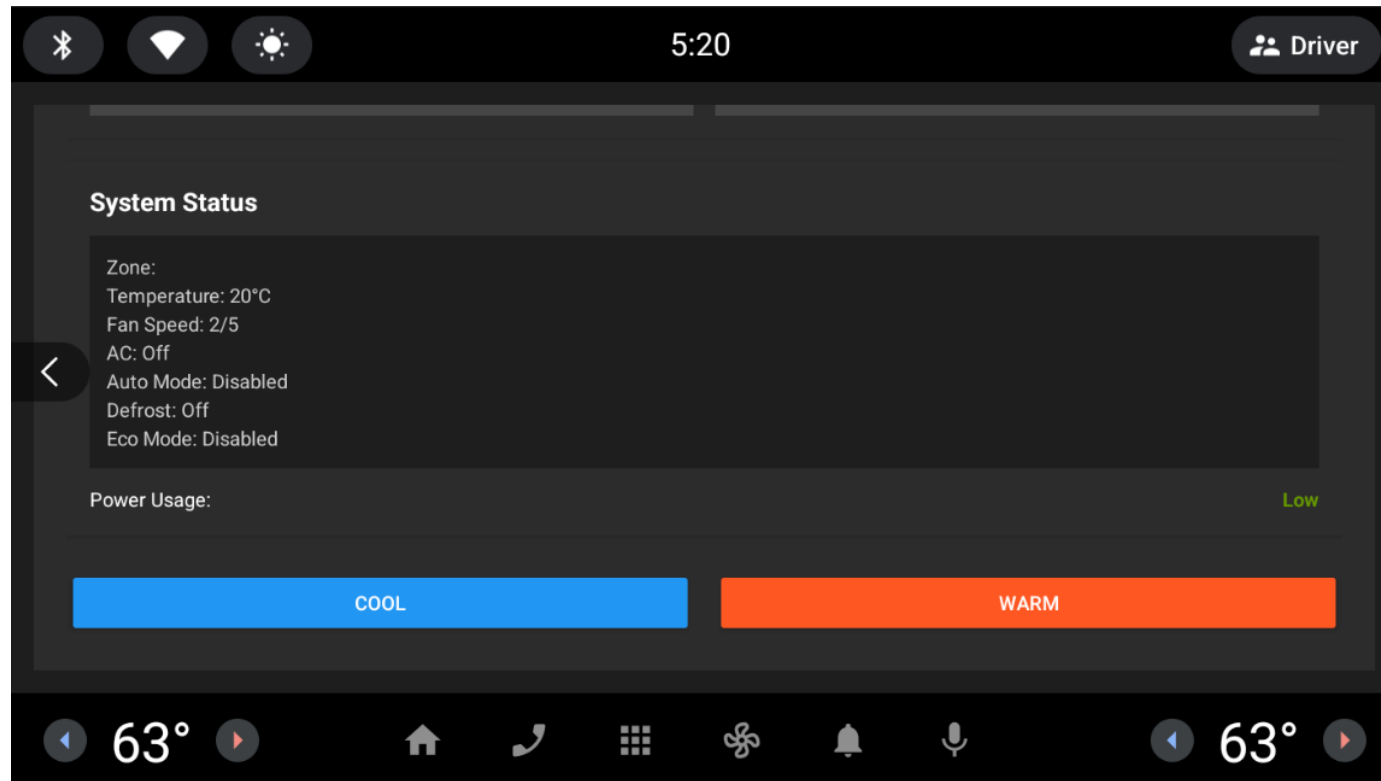 5:20
Driver
System Status
Zone:
Temperature: 20°C
Fan Speed: 2/5
AC: Off
Auto Mode: Disabled
Defrost: Off
Eco Mode: Disabled
Power Usage: Low
COOL WARM
63° 63°